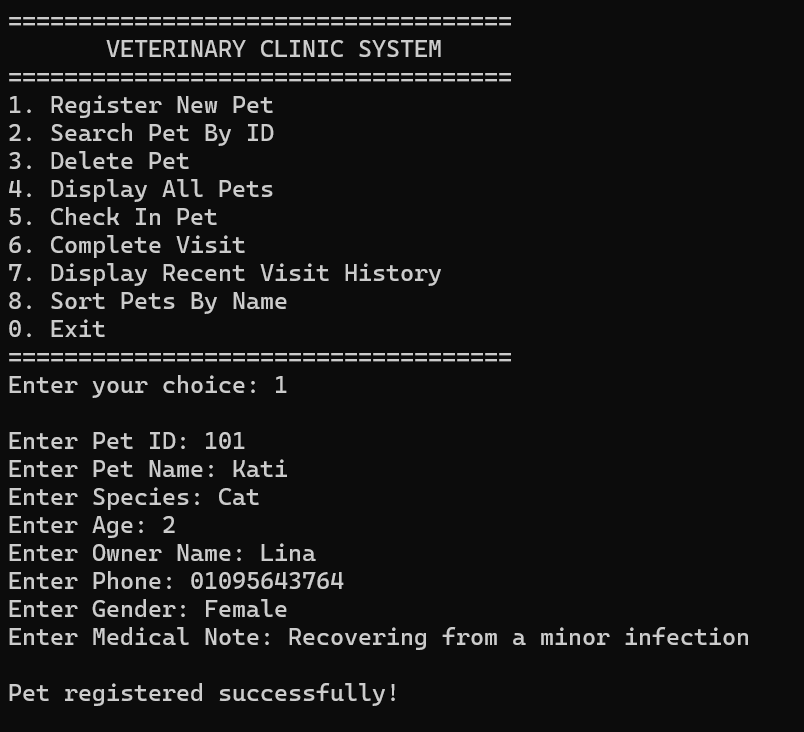 ====================================
VETERINARY CLINIC SYSTEM
====================================
1. Register New Pet
2. Search Pet By ID
3. Delete Pet
4. Display All Pets
5. Check In Pet
6. Complete Visit
7. Display Recent Visit History
8. Sort Pets By Name
0. Exit
====================================
Enter your choice: 1
Enter Pet ID: 101
Enter Pet Name: Kati
Enter Species: Cat
Enter Age: 2
Enter Owner Name: Lina
Enter Phone: 01095643764
Enter Gender: Female
Enter Medical Note: Recovering from a minor infection
Pet registered successfully!